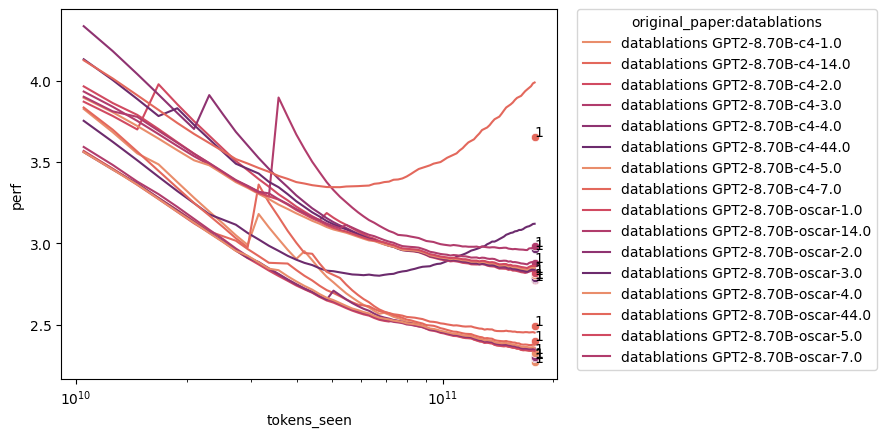 original_paper:datablations
datablations GPT2-8.70B-c4-1.0
datablations GPT2-8.70B-c4-14.0
datablations GPT2-8.70B-c4-2.0
datablations GPT2-8.70B-c4-3.0
datablations GPT2-8.70B-c4-4.0
datablations GPT2-8.70B-c4-44.0
datablations GPT2-8.70B-c4-5.0
datablations GPT2-8.70B-c4-7.0
datablations GPT2-8.70B-oscar-1.0
datablations GPT2-8.70B-oscar-14.0
datablations GPT2-8.70B-oscar-2.0
datablations GPT2-8.70B-oscar-3.0
datablations GPT2-8.70B-oscar-4.0
datablations GPT2-8.70B-oscar-44.0
datablations GPT2-8.70B-oscar-5.0
datablations GPT2-8.70B-oscar-7.0
perf
4.0
3.5
3.0
2.5
1
1
1
1
1
10^10
10^11
tokens_seen